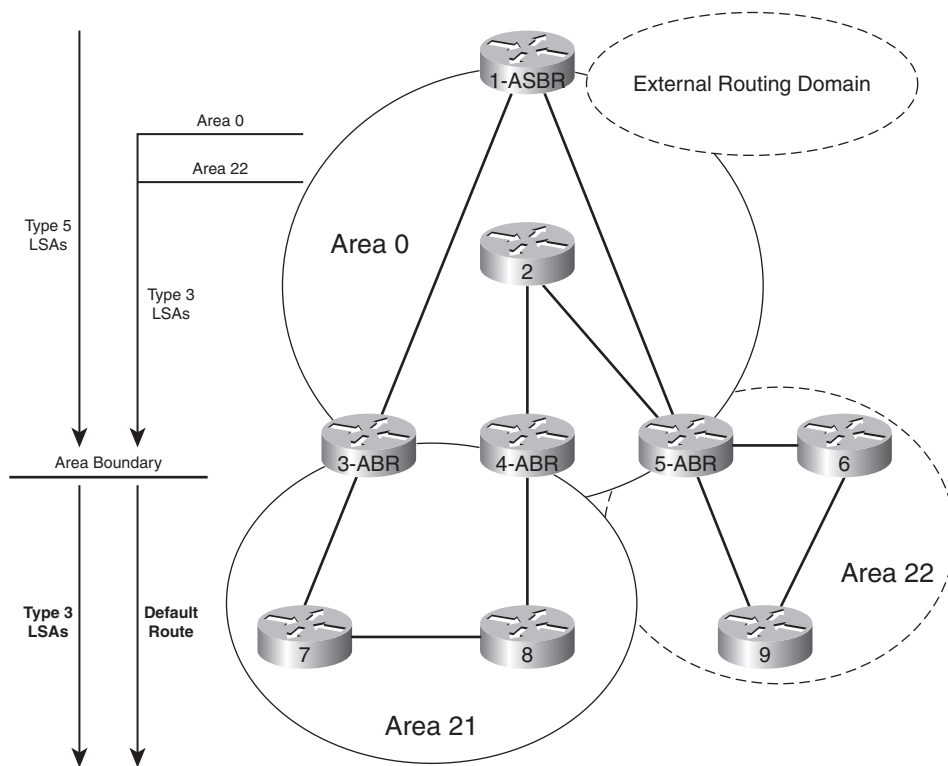 1-ASBR
External Routing Domain
Area 0
Area 22
Type 5
LSAs
Area 0
2
Type 3
LSAs
3-ABR
4-ABR
5-ABR
6
Area Boundary
Area 22
Type 3
LSAs
Default
Route
7
8
9
Area 21